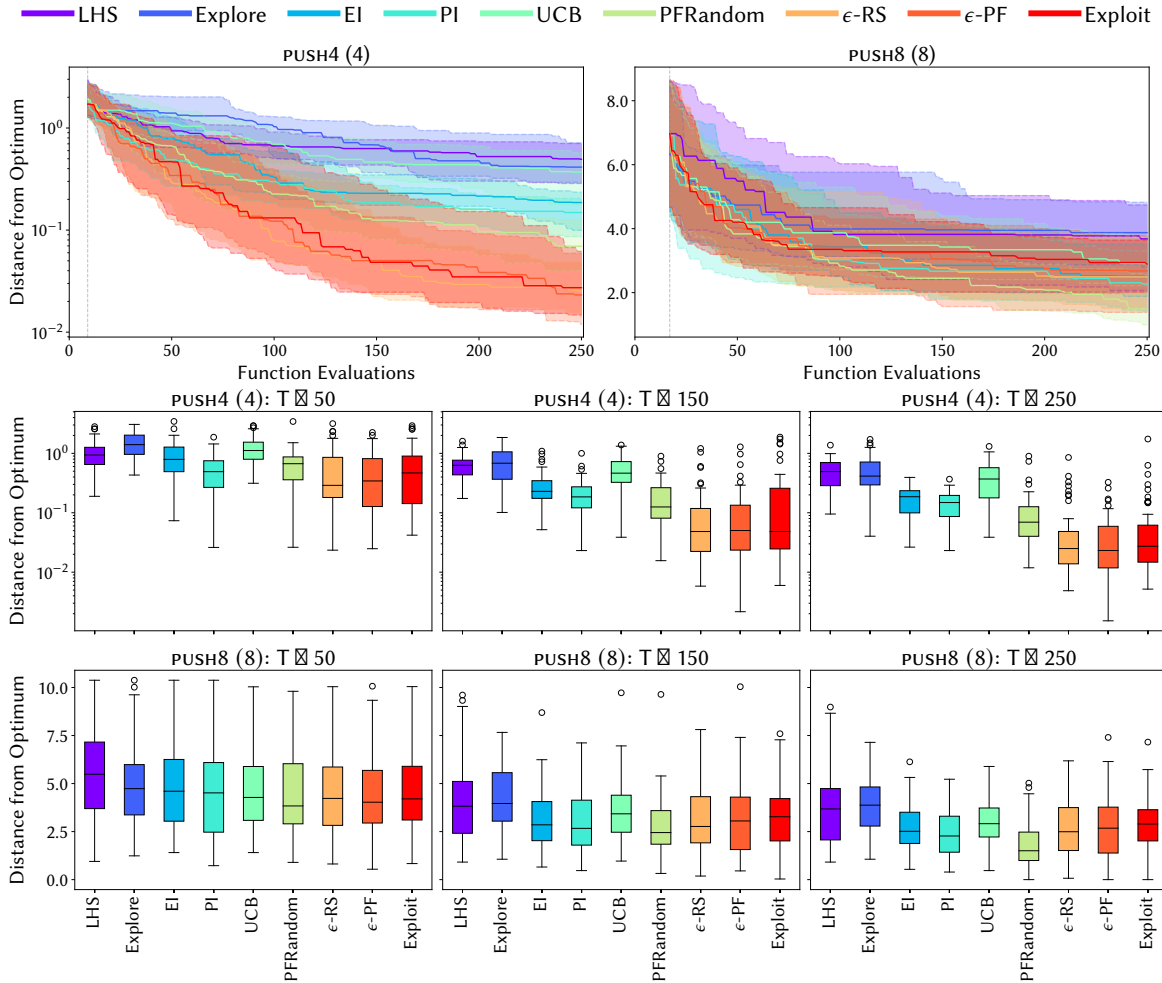 LHS Explore EI PI UCB PFRandom ϵ-RS ϵ-PF Exploit
PUSH4 (4) PUSH8 (8)
Distance from Optimum
10⁰
10⁻¹
10⁻²
0 50 100 150 200 250
Function Evaluations
8.0
6.0
4.0
2.0
0 50 100 150 200 250
Function Evaluations
PUSH4 (4): T 50 PUSH4 (4): T 150 PUSH4 (4): T 250
Distance from Optimum
10⁰
10⁻¹
10⁻²
PUSH8 (8): T 50 PUSH8 (8): T 150 PUSH8 (8): T 250
Distance from Optimum
10.0
7.5
5.0
2.5
0.0
LHS Explore EI PI UCB PFRandom ϵ-RS ϵ-PF Exploit
LHS Explore EI PI UCB PFRandom ϵ-RS ϵ-PF Exploit
LHS Explore EI PI UCB PFRandom ϵ-RS ϵ-PF Exploit